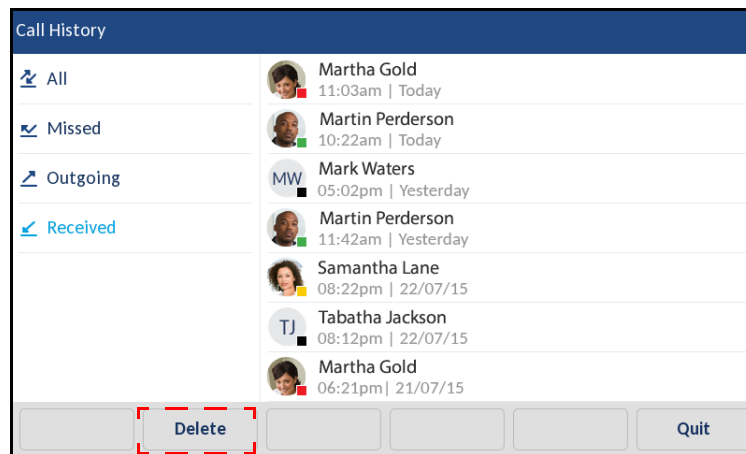 Call History
All
Missed
Outgoing
Received
Martha Gold
11:03am | Today
Martin Perderson
10:22am | Today
MW
Mark Waters
05:02pm | Yesterday
Martin Perderson
11:42am | Yesterday
Samantha Lane
08:22pm | 22/07/15
TJ
Tabatha Jackson
08:12pm | 22/07/15
Martha Gold
06:21pm| 21/07/15
Delete
Quit